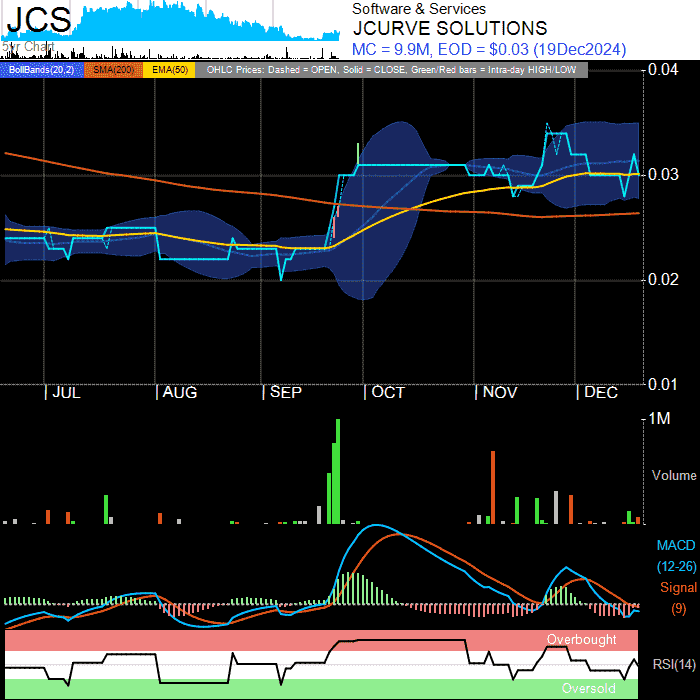 JCS
5yr Chart
Software & Services
JCURVE SOLUTIONS
MC = 9.9M, EOD = $0.03 (19Dec2024)
BollBands(20,2) SMA(200) EMA(50) OHLC Prices: Dashed = OPEN, Solid = CLOSE, Green/Red bars = Intra-day HIGH/LOW
0.04
0.03
0.02
0.01
| JUL | AUG | SEP | OCT | NOV | DEC
1M
Volume
MACD
(12-26)
Signal
(9)
Overbought
RSI(14)
Oversold